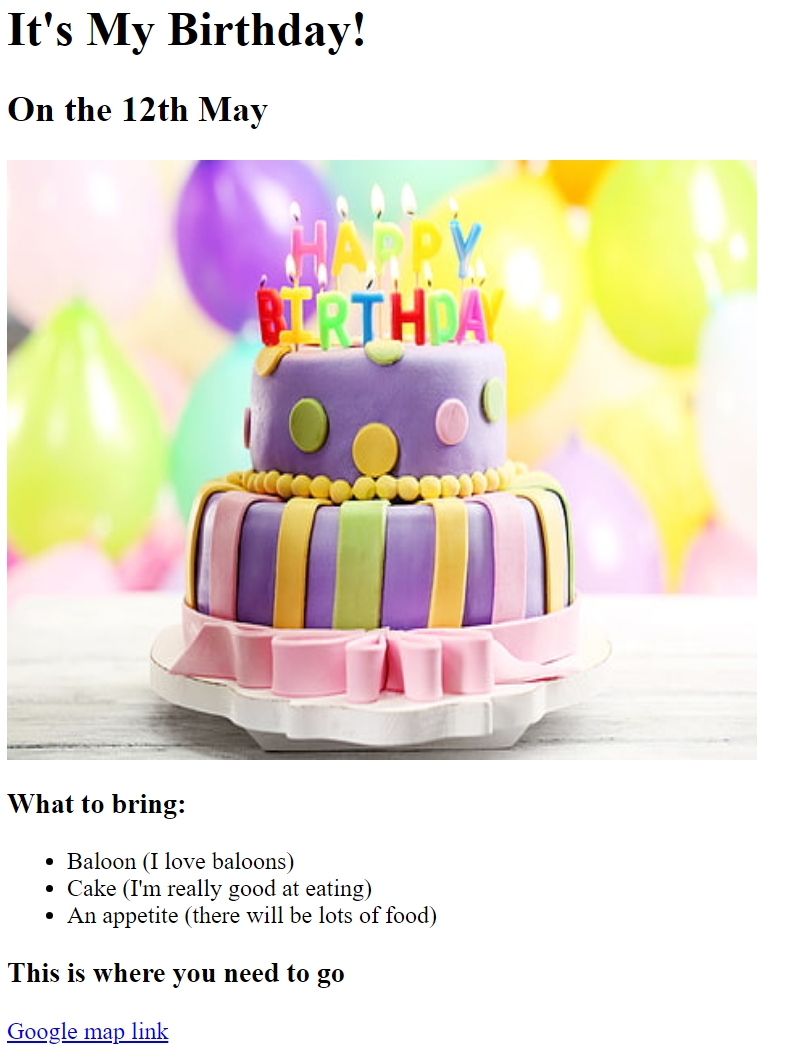 It's My Birthday!
On the 12th May
HAPPY
BIRTHDAY
What to bring:
Baloon (I love baloons)
Cake (I'm really good at eating)
An appetite (there will be lots of food)
This is where you need to go
Google map link